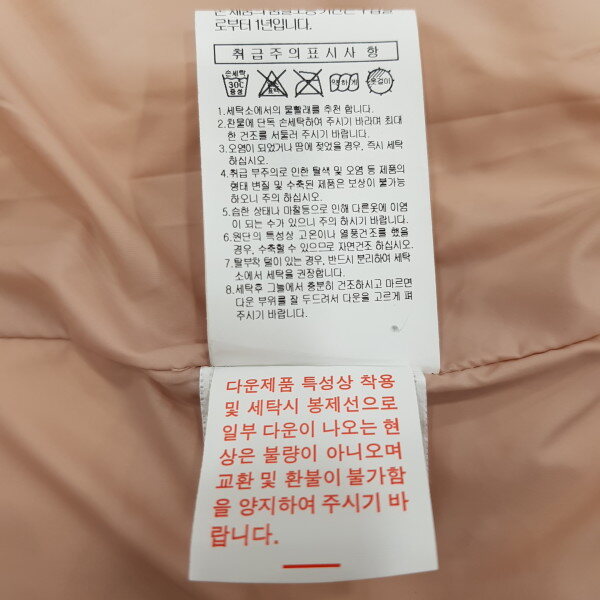 로부터 1년입니다.
취급주의표시사항
손세탁
30℃
중성
약하게
옷걸이
1.세탁소에서의 물빨래를 추천 합니다.
2.찬물에 단독 손세탁하여 주시기 바라며 최대
한 건조를 서둘러 주시기 바랍니다.
3.오염이 되었거나 땀에 젖었을 경우, 즉시 세탁
하십시오.
4.취급 부주의로 인한 탈색 및 오염 등 제품의
형태 변질 및 수축된 제품은 보상이 불가능
하오니 주의 하십시오.
5.습한 상태나 마찰등으로 인해 다른옷에 이염
이 되는 수가 있으니 주의 하시기 바랍니다.
6.원단의 특성상 고온이나 열풍건조를 했을
경우, 수축할 수 있으므로 자연건조 하십시오.
7.탈부착 털이 있는 경우, 반드시 분리하여 세탁
소에서 세탁을 권장합니다.
8.세탁후 그늘에서 충분히 건조하시고 마르면
다운 부위를 잘 두드려서 다운을 고르게 펴
주시기 바랍니다.
다운제품 특성상 착용
및 세탁시 봉제선으로
일부 다운이 나오는 현
상은 불량이 아니오며
교환 및 환불이 불가함
을 양지하여 주시기 바
랍니다.